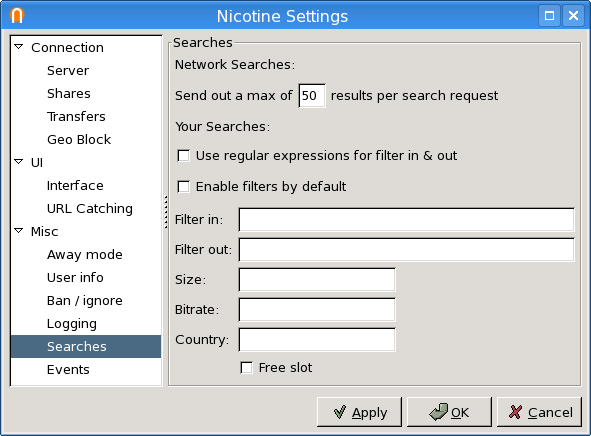 Nicotine Settings
Connection
Server
Shares
Transfers
Geo Block
UI
Interface
URL Catching
Misc
Away mode
User info
Ban / ignore
Logging
Searches
Events
Searches
Network Searches:
Send out a max of 50 results per search request
Your Searches:
Use regular expressions for filter in & out
Enable filters by default
Filter in:
Filter out:
Size:
Bitrate:
Country:
Free slot
Apply
OK
Cancel